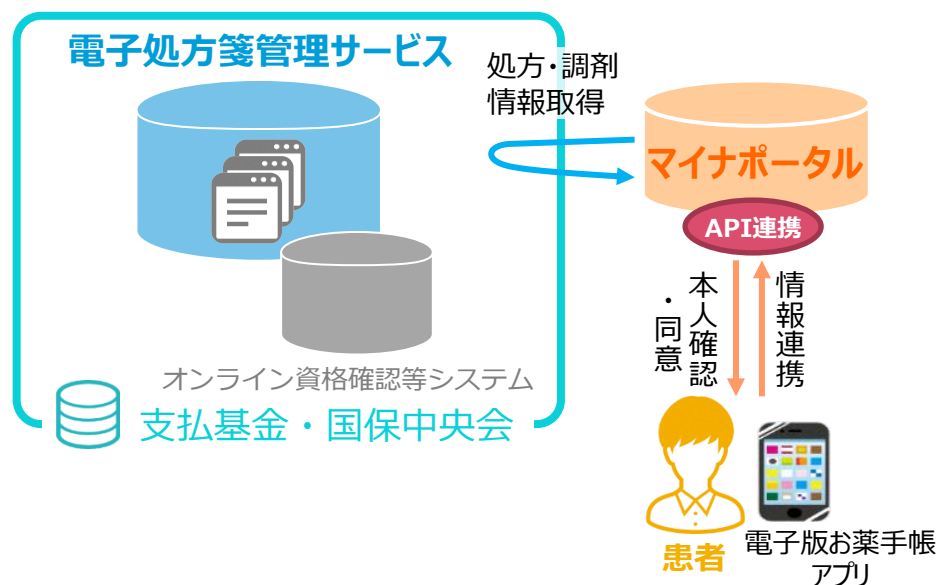 電子処方箋管理サービス
処方・調剤
情報取得
マイナポータル
API連携
本人確認
・同意
情報連携
オンライン資格確認等システム
支払基金・国保中央会
患者
電子版お薬手帳
アプリ